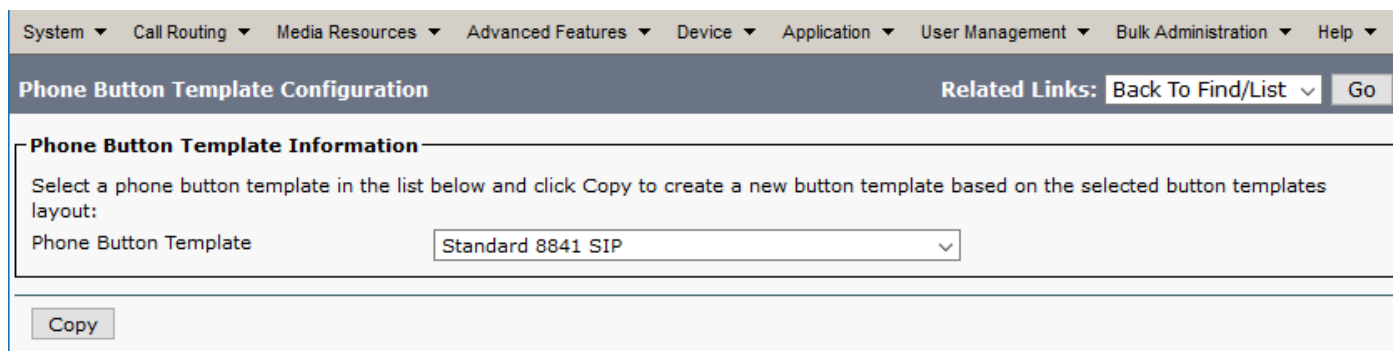 System Call Routing Media Resources Advanced Features Device Application User Management Bulk Administration Help
Phone Button Template Configuration Related Links: Back To Find/List Go
Phone Button Template Information
Select a phone button template in the list below and click Copy to create a new button template based on the selected button templates
layout:
Phone Button Template Standard 8841 SIP
Copy